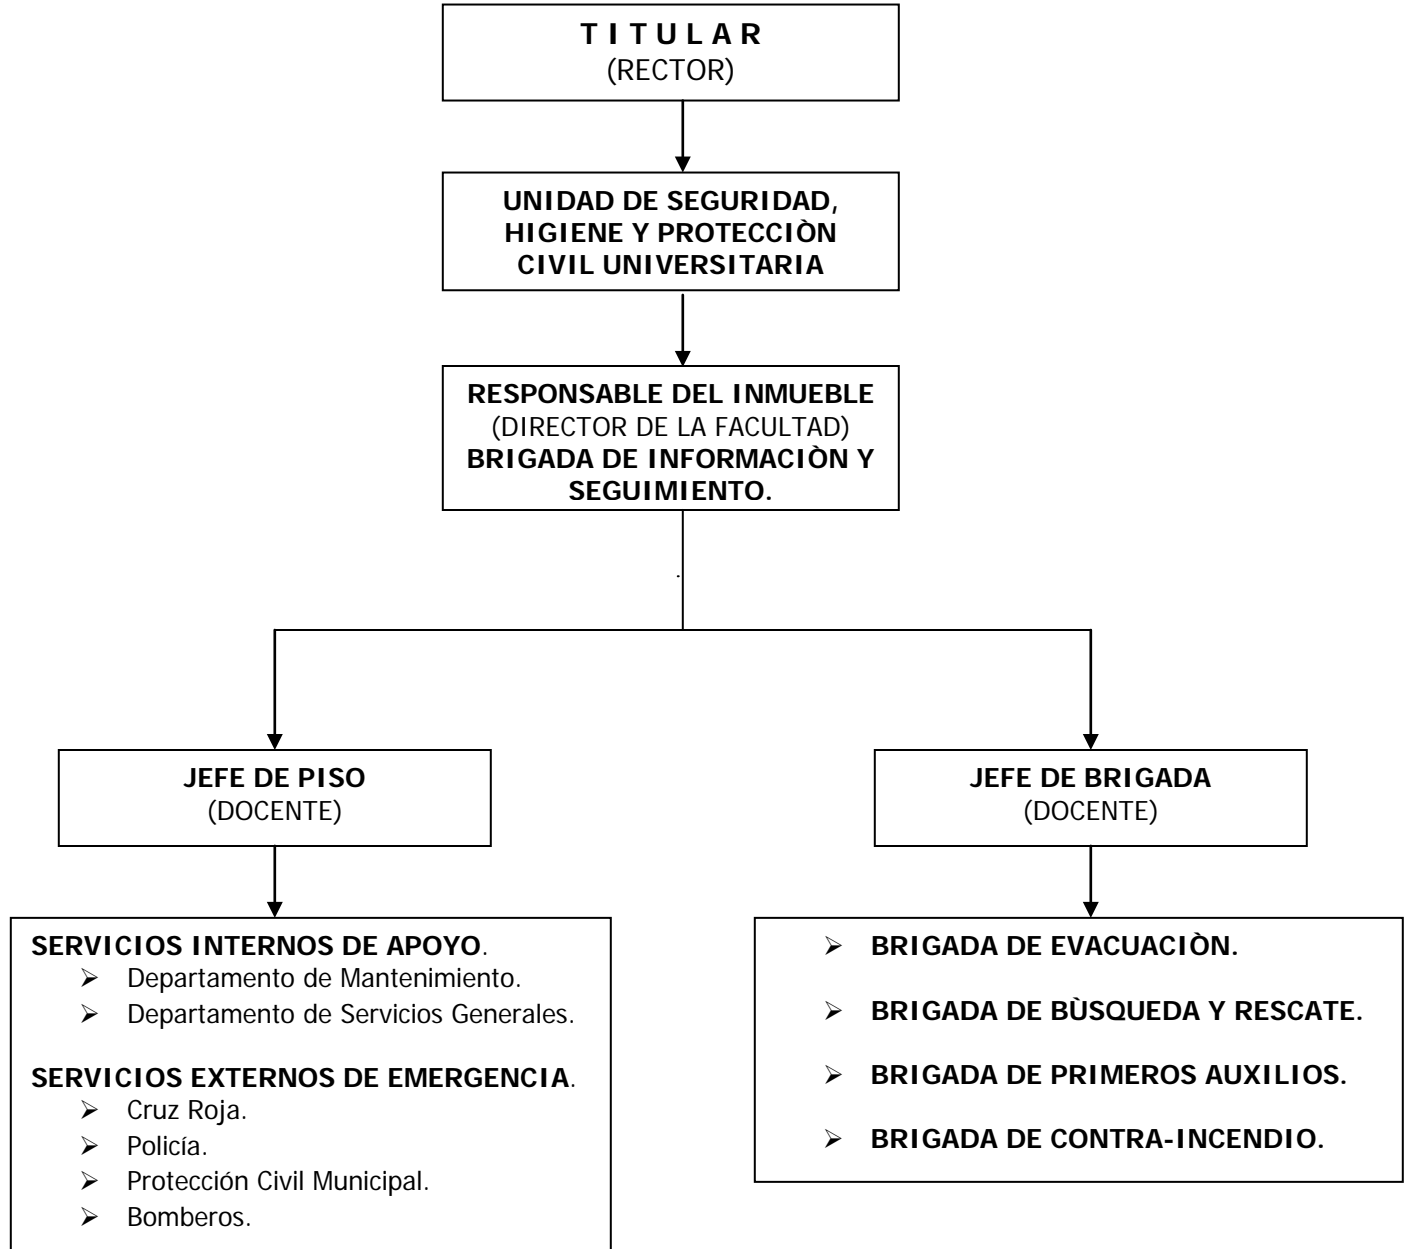 T I T U L A R
(RECTOR)
UNIDAD DE SEGURIDAD,
HIGIENE Y PROTECCIÒN
CIVIL UNIVERSITARIA
RESPONSABLE DEL INMUEBLE
(DIRECTOR DE LA FACULTAD)
BRIGADA DE INFORMACIÒN Y
SEGUIMIENTO.
.
JEFE DE PISO
(DOCENTE)
SERVICIOS INTERNOS DE APOYO.
➢ Departamento de Mantenimiento.
➢ Departamento de Servicios Generales.
SERVICIOS EXTERNOS DE EMERGENCIA.
➢ Cruz Roja.
➢ Policía.
➢ Protección Civil Municipal.
➢ Bomberos.
JEFE DE BRIGADA
(DOCENTE)
➢ BRIGADA DE EVACUACIÒN.
➢ BRIGADA DE BÙSQUEDA Y RESCATE.
➢ BRIGADA DE PRIMEROS AUXILIOS.
➢ BRIGADA DE CONTRA-INCENDIO.